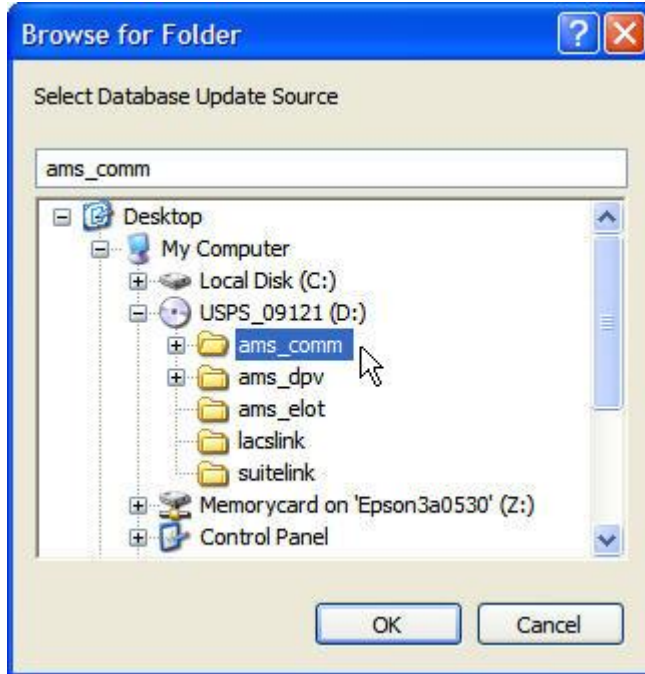 Browse for Folder
Select Database Update Source
ams_comm
Desktop
My Computer
Local Disk (C:)
USPS_09121 (D:)
ams_comm
ams_dpv
ams_elot
lacslink
suitelink
Memorycard on 'Epson3a0530' (Z:)
Control Panel
OK Cancel